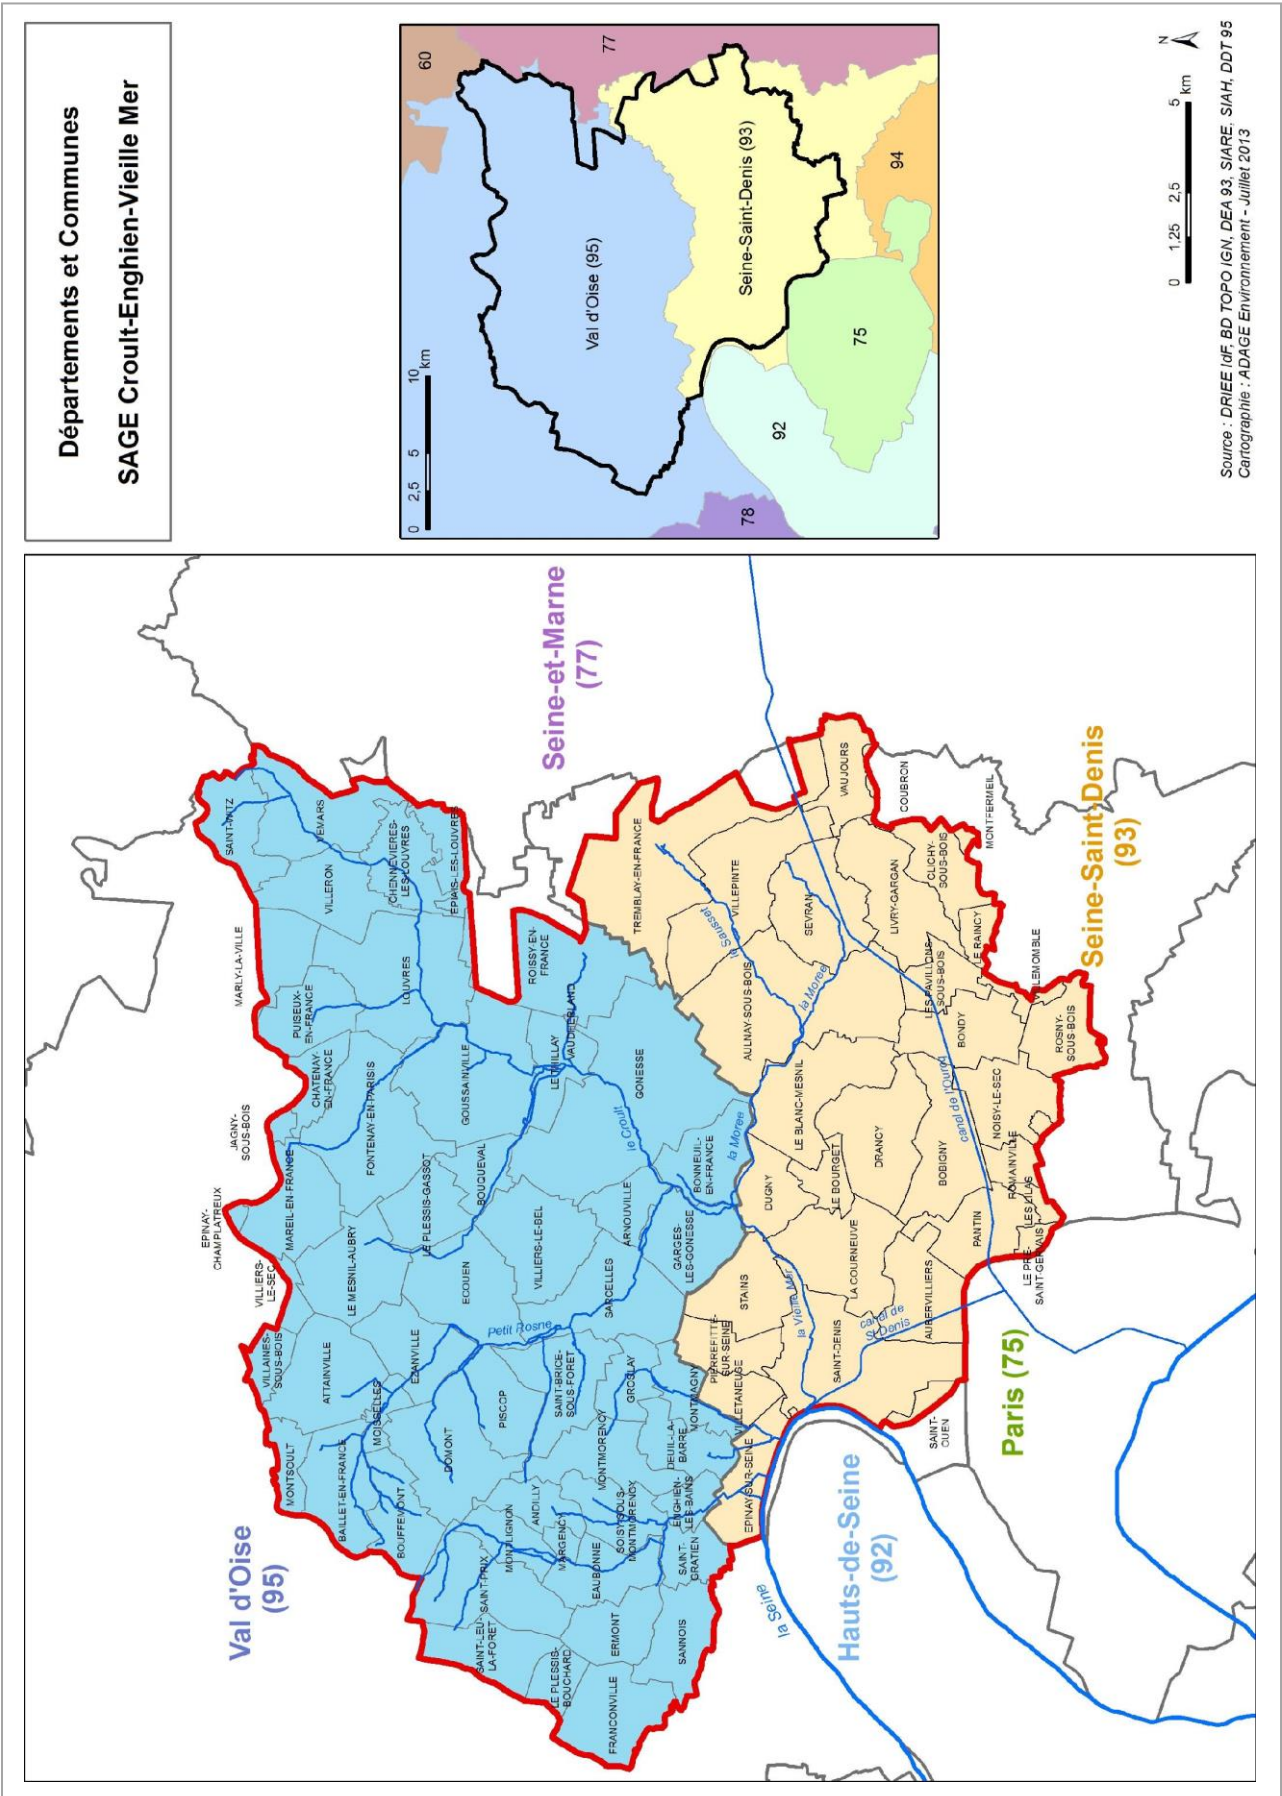 Départements et Communes
SAGE Croult-Enghien-Vieille Mer
0 2,5 5 10
km
60
77
Val d'Oise (95)
Seine-Saint-Denis (93)
78
92
75
94
0 1,25 2,5 5
km
N
Source : DRIEE IdF, BD TOPO IGN, DEA 93, SIARE, SIAH, DDT 95
Cartographie : ADAGE Environnement - Juillet 2013
Val d'Oise
(95)
Seine-et-Marne
(77)
Seine-Saint-Denis
(93)
Paris (75)
Hauts-de-Seine
(92)
EPINAY-
CHAMPLATREUX
JAGNY-
SOUS-BOIS
MARLY-LA-VILLE
SAINT-WITZ
VILLAINES-
SOUS-BOIS
VILLIERS-
LE-SEC
MAREIL-EN-FRANCE
CHATENAY-
EN-FRANCE
PUISEUX-
EN-FRANCE
VILLERON
VEMARS
MONTSOULT
ATTAINVILLE
LE MESNIL-AUBRY
FONTENAY-EN-PARISIS
LOUVRES
CHENNEVIERES-
LES-LOUVRES
BAILLET-EN-FRANCE
MOISSELLES
EZANVILLE
LE PLESSIS-GASSOT
EPIAIS-LES-LOUVRES
BOUFFEMONT
DOMONT
ECOUEN
BOUQUEVAL
GOUSSAINVILLE
SAINT-LEU-
LA-FORET
SAINT-PRIX
MONTLIGNON
PISCOP
Petit Rosne
VILLIERS-LE-BEL
LE THILLAY
VAUDHERLAND
ROISSY-EN-
FRANCE
LE PLESSIS-
BOUCHARD
ANDILLY
MARGENCY
SAINT-BRICE-
SOUS-FORET
SARCELLES
ARNOUVILLE
le Croult
GONESSE
FRANCONVILLE
ERMONT
EAUBONNE
SOISY-SOUS-
MONTMORENCY
MONTMORENCY
GROSLAY
SANNOIS
SAINT-
GRATIEN
ENGHIEN-
LES-BAINS
DEUIL-LA-
BARRE
MONTMAGNY
GARGES-
LES-GONESSE
BONNEUIL-
EN-FRANCE
la Moree
TREMBLAY-EN-FRANCE
EPINAY-SUR-SEINE
VILLETANEUSE
PIERREFITTE-
SUR-SEINE
STAINS
DUGNY
AULNAY-SOUS-BOIS
le Sausset
VILLEPINTE
la Seine
la Vieille Mer
LE BLANC-MESNIL
la Moree
SEVRAN
VAUJOURS
SAINT-DENIS
LA COURNEUVE
LE BOURGET
DRANCY
LIVRY-GARGAN
COUBRON
canal de
St Denis
AUBERVILLIERS
BOBIGNY
canal de l'Ourcq
LES PAVILLONS-
SOUS-BOIS
CLICHY-
SOUS-BOIS
SAINT-
OUEN
PANTIN
BONDY
LE RAINCY
MONTFERMEIL
LE PRE-
SAINT-GERVAIS
LES LILAS
ROMAINVILLE
NOISY-LE-SEC
ROSNY-
SOUS-BOIS